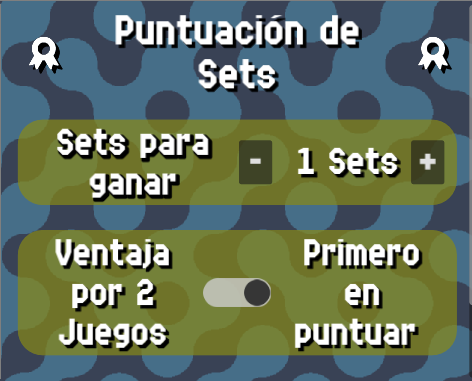 Puntuación de
Sets
Sets para
ganar
- 1 Sets +
Ventaja
por 2
Juegos
Primero
en
puntuar